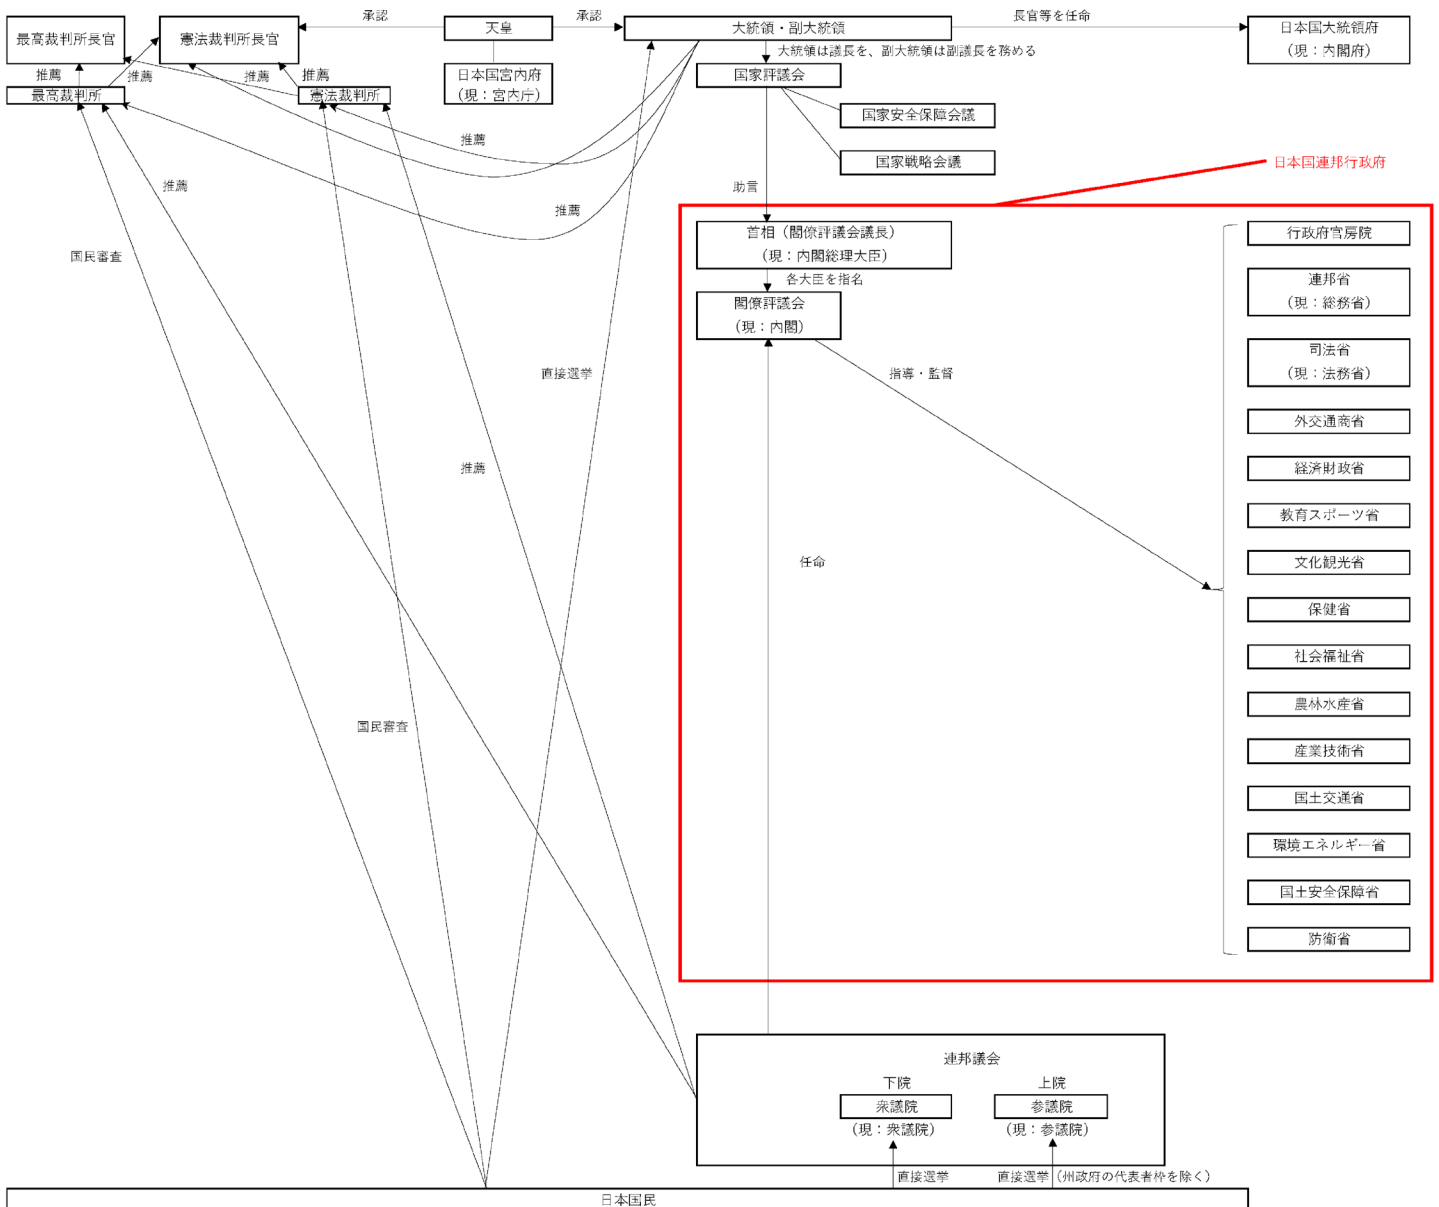 承認
承認
長官等を任命
最高裁判所長官
憲法裁判所長官
天皇
大統領・副大統領
日本国大統領府
(現：内閣府)
大統領は議長を、副大統領は副議長を務める
推薦
推薦
推薦
推薦
日本国宮内府
(現：宮内庁)
国家評議会
最高裁判所
憲法裁判所
国家安全保障会議
推薦
国家戦略会議
日本国連邦行政府
推薦
助言
推薦
首相（閣僚評議会議長）
(現：内閣総理大臣)
行政府官房院
国民審査
各大臣を指名
連邦省
(現：総務省)
閣僚評議会
(現：内閣)
司法省
(現：法務省)
直接選挙
指導・監督
外交通商省
推薦
経済財政省
教育スポーツ省
任命
文化観光省
保健省
社会福祉省
農林水産省
国民審査
産業技術省
国土交通省
環境エネルギー省
国土安全保障省
防衛省
連邦議会
下院
上院
衆議院
参議院
(現：衆議院)
(現：参議院)
直接選挙
直接選挙（州政府の代表者枠を除く）
日本国民